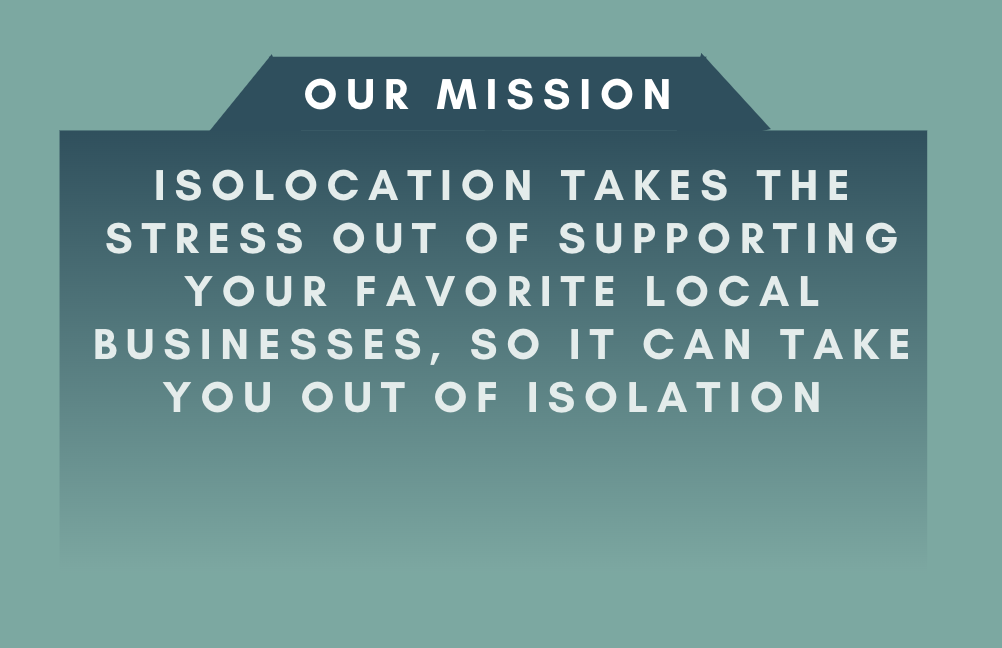 OUR MISSION
ISOLOCATION TAKES THE
STRESS OUT OF SUPPORTING
YOUR FAVORITE LOCAL
BUSINESSES, SO IT CAN TAKE
YOU OUT OF ISOLATION